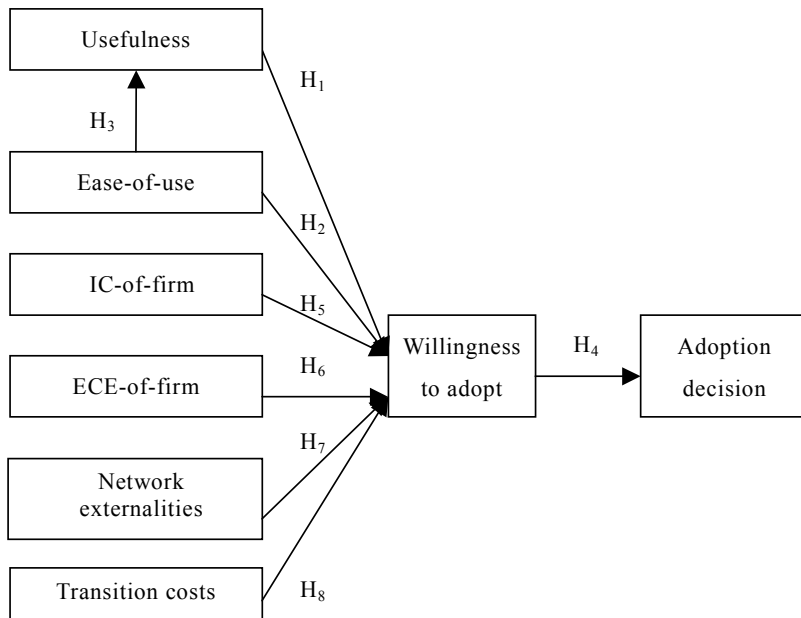 Usefulness
H₁
H₃
Ease-of-use
H₂
IC-of-firm
H₅
Willingness
to adopt
H₄
Adoption
decision
ECE-of-firm
H₆
H₇
Network
externalities
Transition costs
H₈